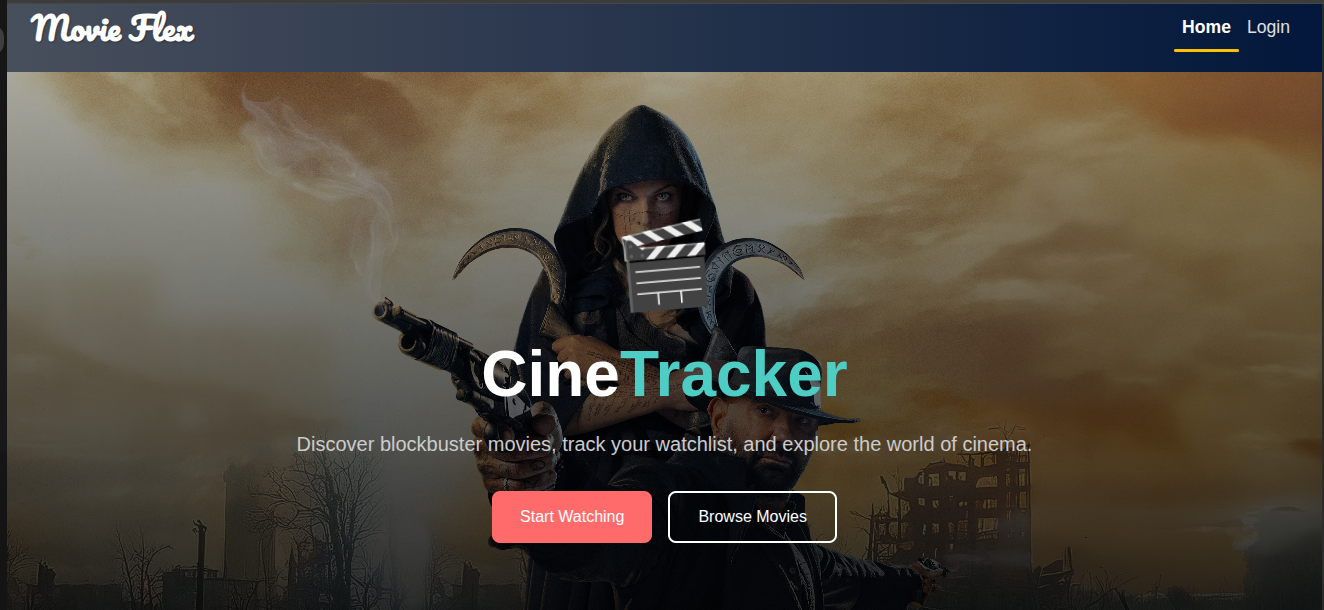 Movie Flex
Home Login
CineTracker
Discover blockbuster movies, track your watchlist, and explore the world of cinema.
Start Watching Browse Movies